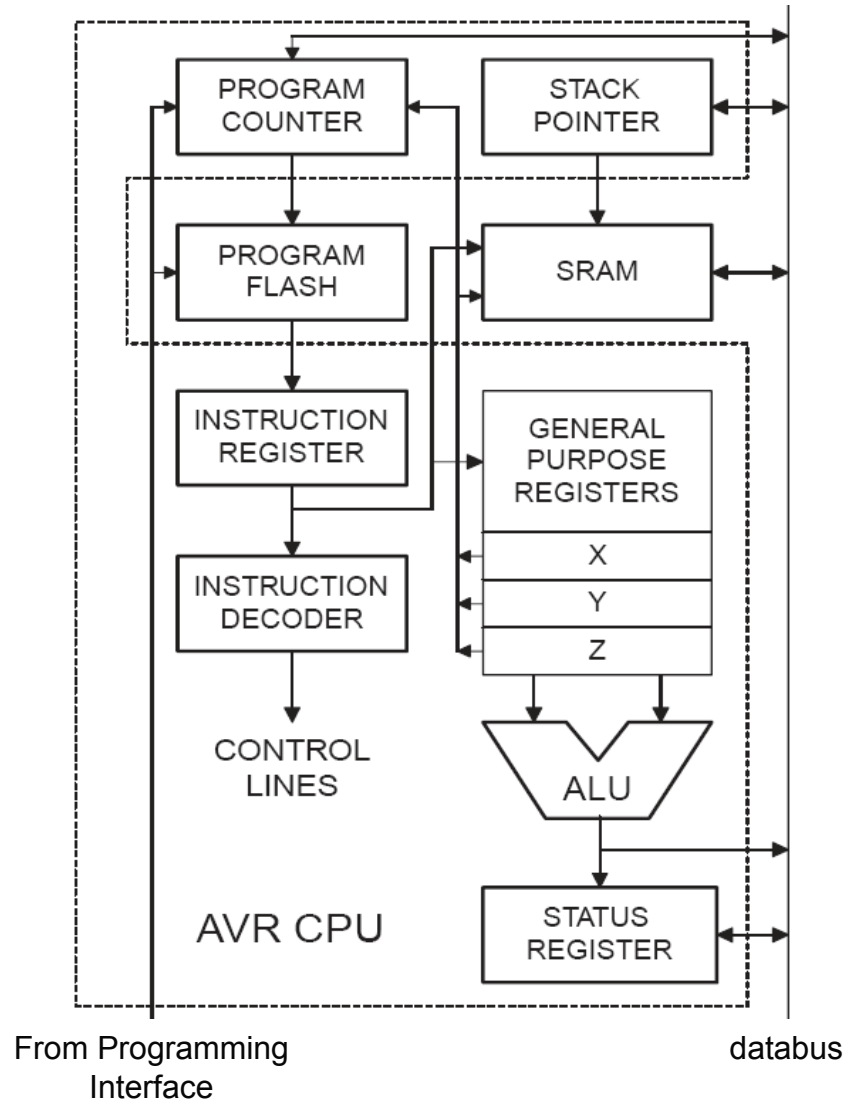 PROGRAM
COUNTER
STACK
POINTER
PROGRAM
FLASH
SRAM
INSTRUCTION
REGISTER
GENERAL
PURPOSE
REGISTERS
X
INSTRUCTION
DECODER
Y
Z
CONTROL
LINES
ALU
AVR CPU
STATUS
REGISTER
From Programming
Interface
databus